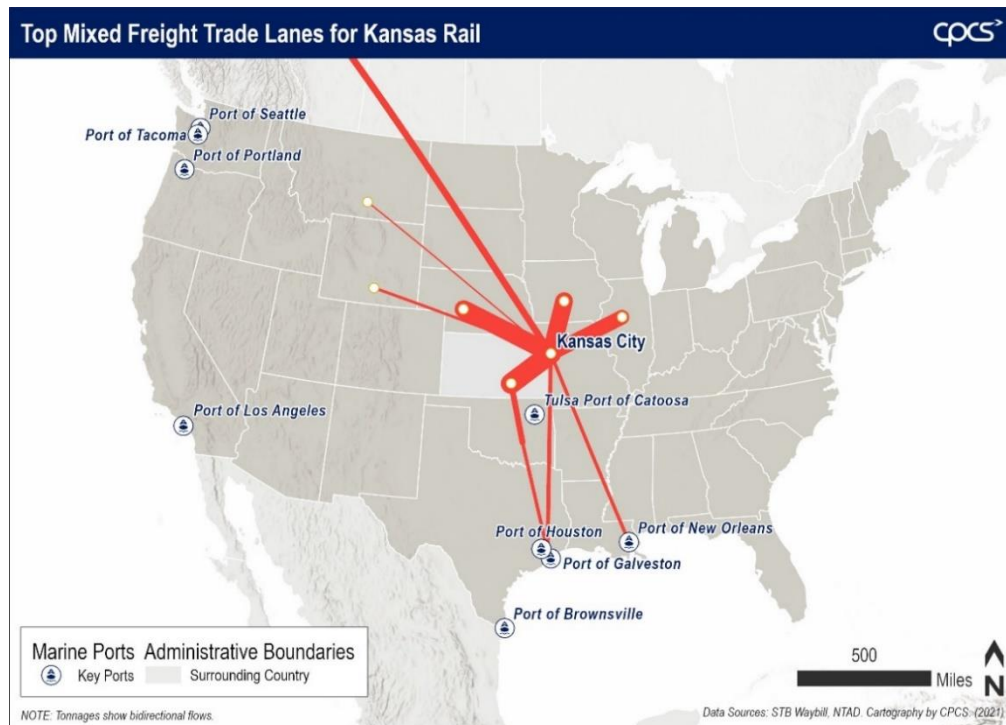 Top Mixed Freight Trade Lanes for Kansas Rail
cpcs
Port of Seattle
Port of Tacoma
Port of Portland
Kansas City
Tulsa Port of Catoosa
Port of Los Angeles
Port of Houston
Port of New Orleans
Port of Galveston
Port of Brownsville
Marine Ports Administrative Boundaries
Key Ports Surrounding Country
500
Miles
N
NOTE: Tonnages show bidirectional flows.
Data Sources: STB Waybill, NTAD. Cartography by CPCS. (2021)